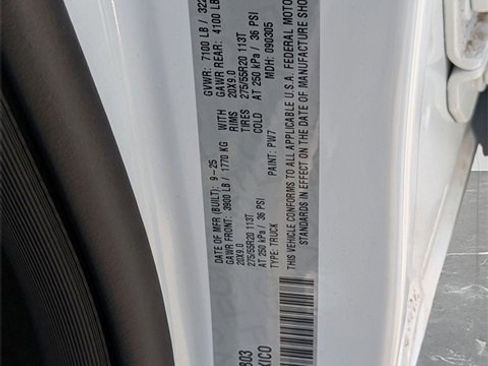 DATE OF MFR (BUILT): 9-25 GVWR: 7100 LB / 322
GAWR FRONT: 3900 LB / 1770 KG WITH GAWR REAR: 4100 LB
20X9.0 RIMS 20X9.0
275/55R20 113T TIRES 275/55R20 113T
AT 250 kPa / 36 PSI COLD AT 250 kPa / 36 PSI
TYPE: TRUCK PAINT: PW7 MDH: 090305
THIS VEHICLE CONFORMS TO ALL APPLICABLE U.S.A. FEDERAL MOTOR
STANDARDS IN EFFECT ON THE DATE OF MANUFACTURE SHO
803
XICO